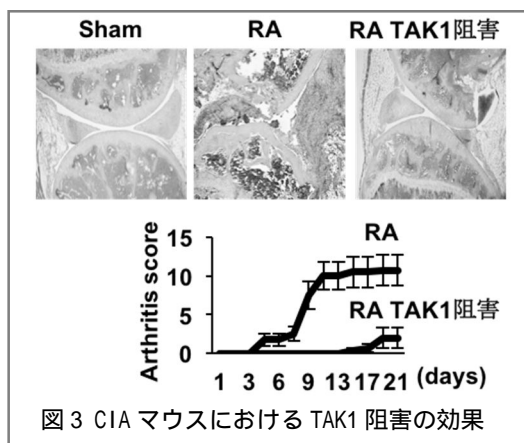 Sham RA RA TAK1阻害
Arthritis score
15
10
5
0
RA
RA TAK1阻害
1 3 6 9 13 17 21 (days)
図3 CIAマウスにおけるTAK1阻害の効果